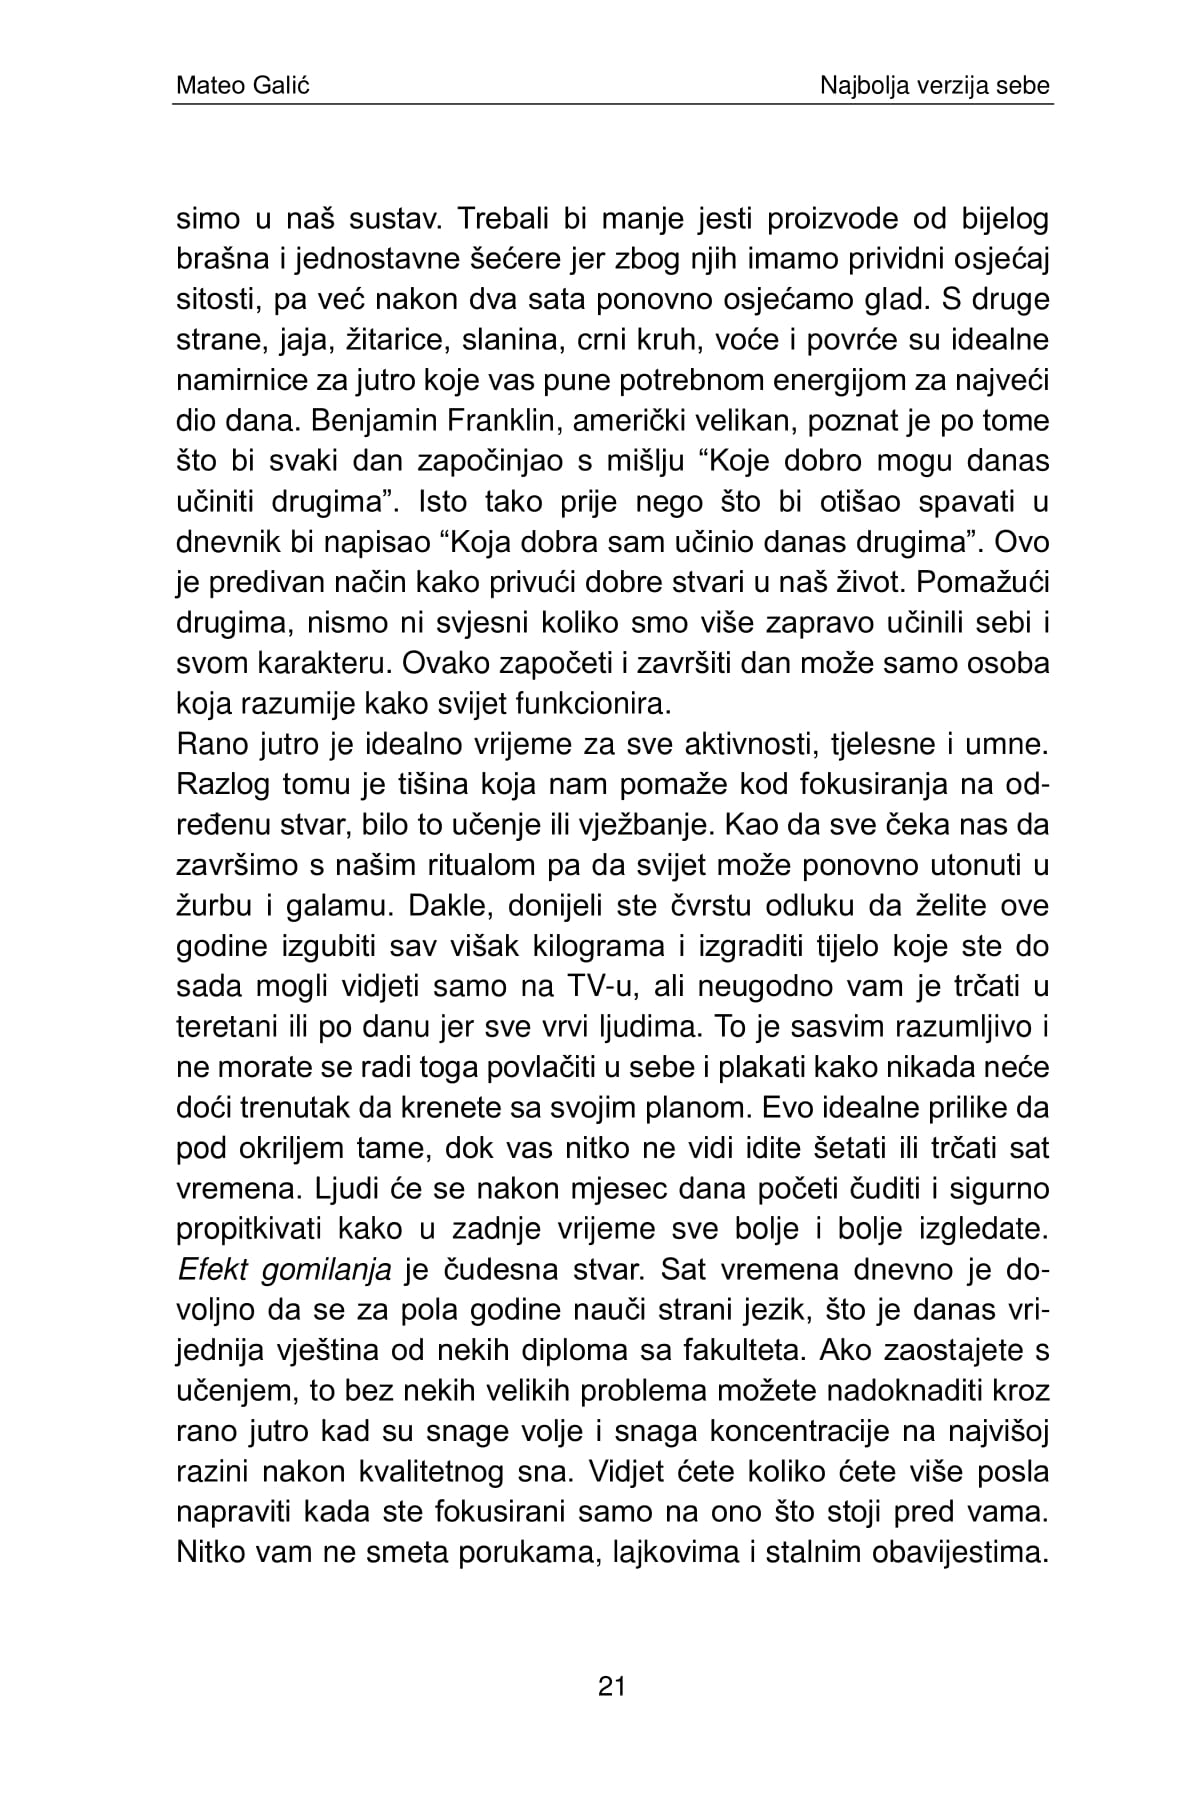 Mateo Galić Najbolja verzija sebe
simo u naš sustav. Trebali bi manje jesti proizvode od bijelog
brašna i jednostavne šećere jer zbog njih imamo prividni osjećaj
sitosti, pa već nakon dva sata ponovno osjećamo glad. S druge
strane, jaja, žitarice, slanina, crni kruh, voće i povrće su idealne
namirnice za jutro koje vas pune potrebnom energijom za najveći
dio dana. Benjamin Franklin, američki velikan, poznat je po tome
što bi svaki dan započinjao s mišlju “Koje dobro mogu danas
učiniti drugima”. Isto tako prije nego što bi otišao spavati u
dnevnik bi napisao “Koja dobra sam učinio danas drugima”. Ovo
je predivan način kako privući dobre stvari u naš život. Pomažući
drugima, nismo ni svjesni koliko smo više zapravo učinili sebi i
svom karakteru. Ovako započeti i završiti dan može samo osoba
koja razumije kako svijet funkcionira.
Rano jutro je idealno vrijeme za sve aktivnosti, tjelesne i umne.
Razlog tomu je tišina koja nam pomaže kod fokusiranja na od-
ređenu stvar, bilo to učenje ili vježbanje. Kao da sve čeka nas da
završimo s našim ritualom pa da svijet može ponovno utonuti u
žurbu i galamu. Dakle, donijeli ste čvrstu odluku da želite ove
godine izgubiti sav višak kilograma i izgraditi tijelo koje ste do
sada mogli vidjeti samo na TV-u, ali neugodno vam je trčati u
teretani ili po danu jer sve vrvi ljudima. To je sasvim razumljivo i
ne morate se radi toga povlačiti u sebe i plakati kako nikada neće
doći trenutak da krenete sa svojim planom. Evo idealne prilike da
pod okriljem tame, dok vas nitko ne vidi idite šetati ili trčati sat
vremena. Ljudi će se nakon mjesec dana početi čuditi i sigurno
propitkivati kako u zadnje vrijeme sve bolje i bolje izgledate.
Efekt gomilanja je čudesna stvar. Sat vremena dnevno je do-
voljno da se za pola godine nauči strani jezik, što je danas vri-
jednija vještina od nekih diploma sa fakulteta. Ako zaostajete s
učenjem, to bez nekih velikih problema možete nadoknaditi kroz
rano jutro kad su snage volje i snaga koncentracije na najvišoj
razini nakon kvalitetnog sna. Vidjet ćete koliko ćete više posla
napraviti kada ste fokusirani samo na ono što stoji pred vama.
Nitko vam ne smeta porukama, lajkovima i stalnim obavijestima.
21